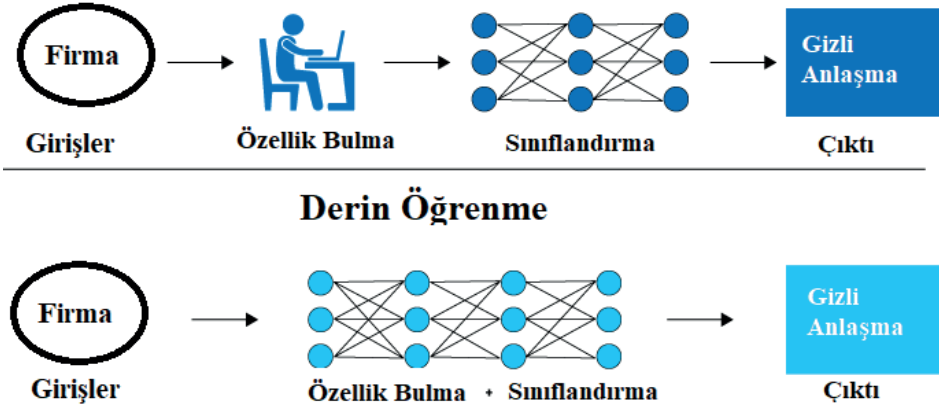 Firma
Gizli
Anlaşma
Girişler
Özellik Bulma
Sınıflandırma
Çıktı
Derin Öğrenme
Firma
Gizli
Anlaşma
Girişler
Özellik Bulma + Sınıflandırma
Çıktı